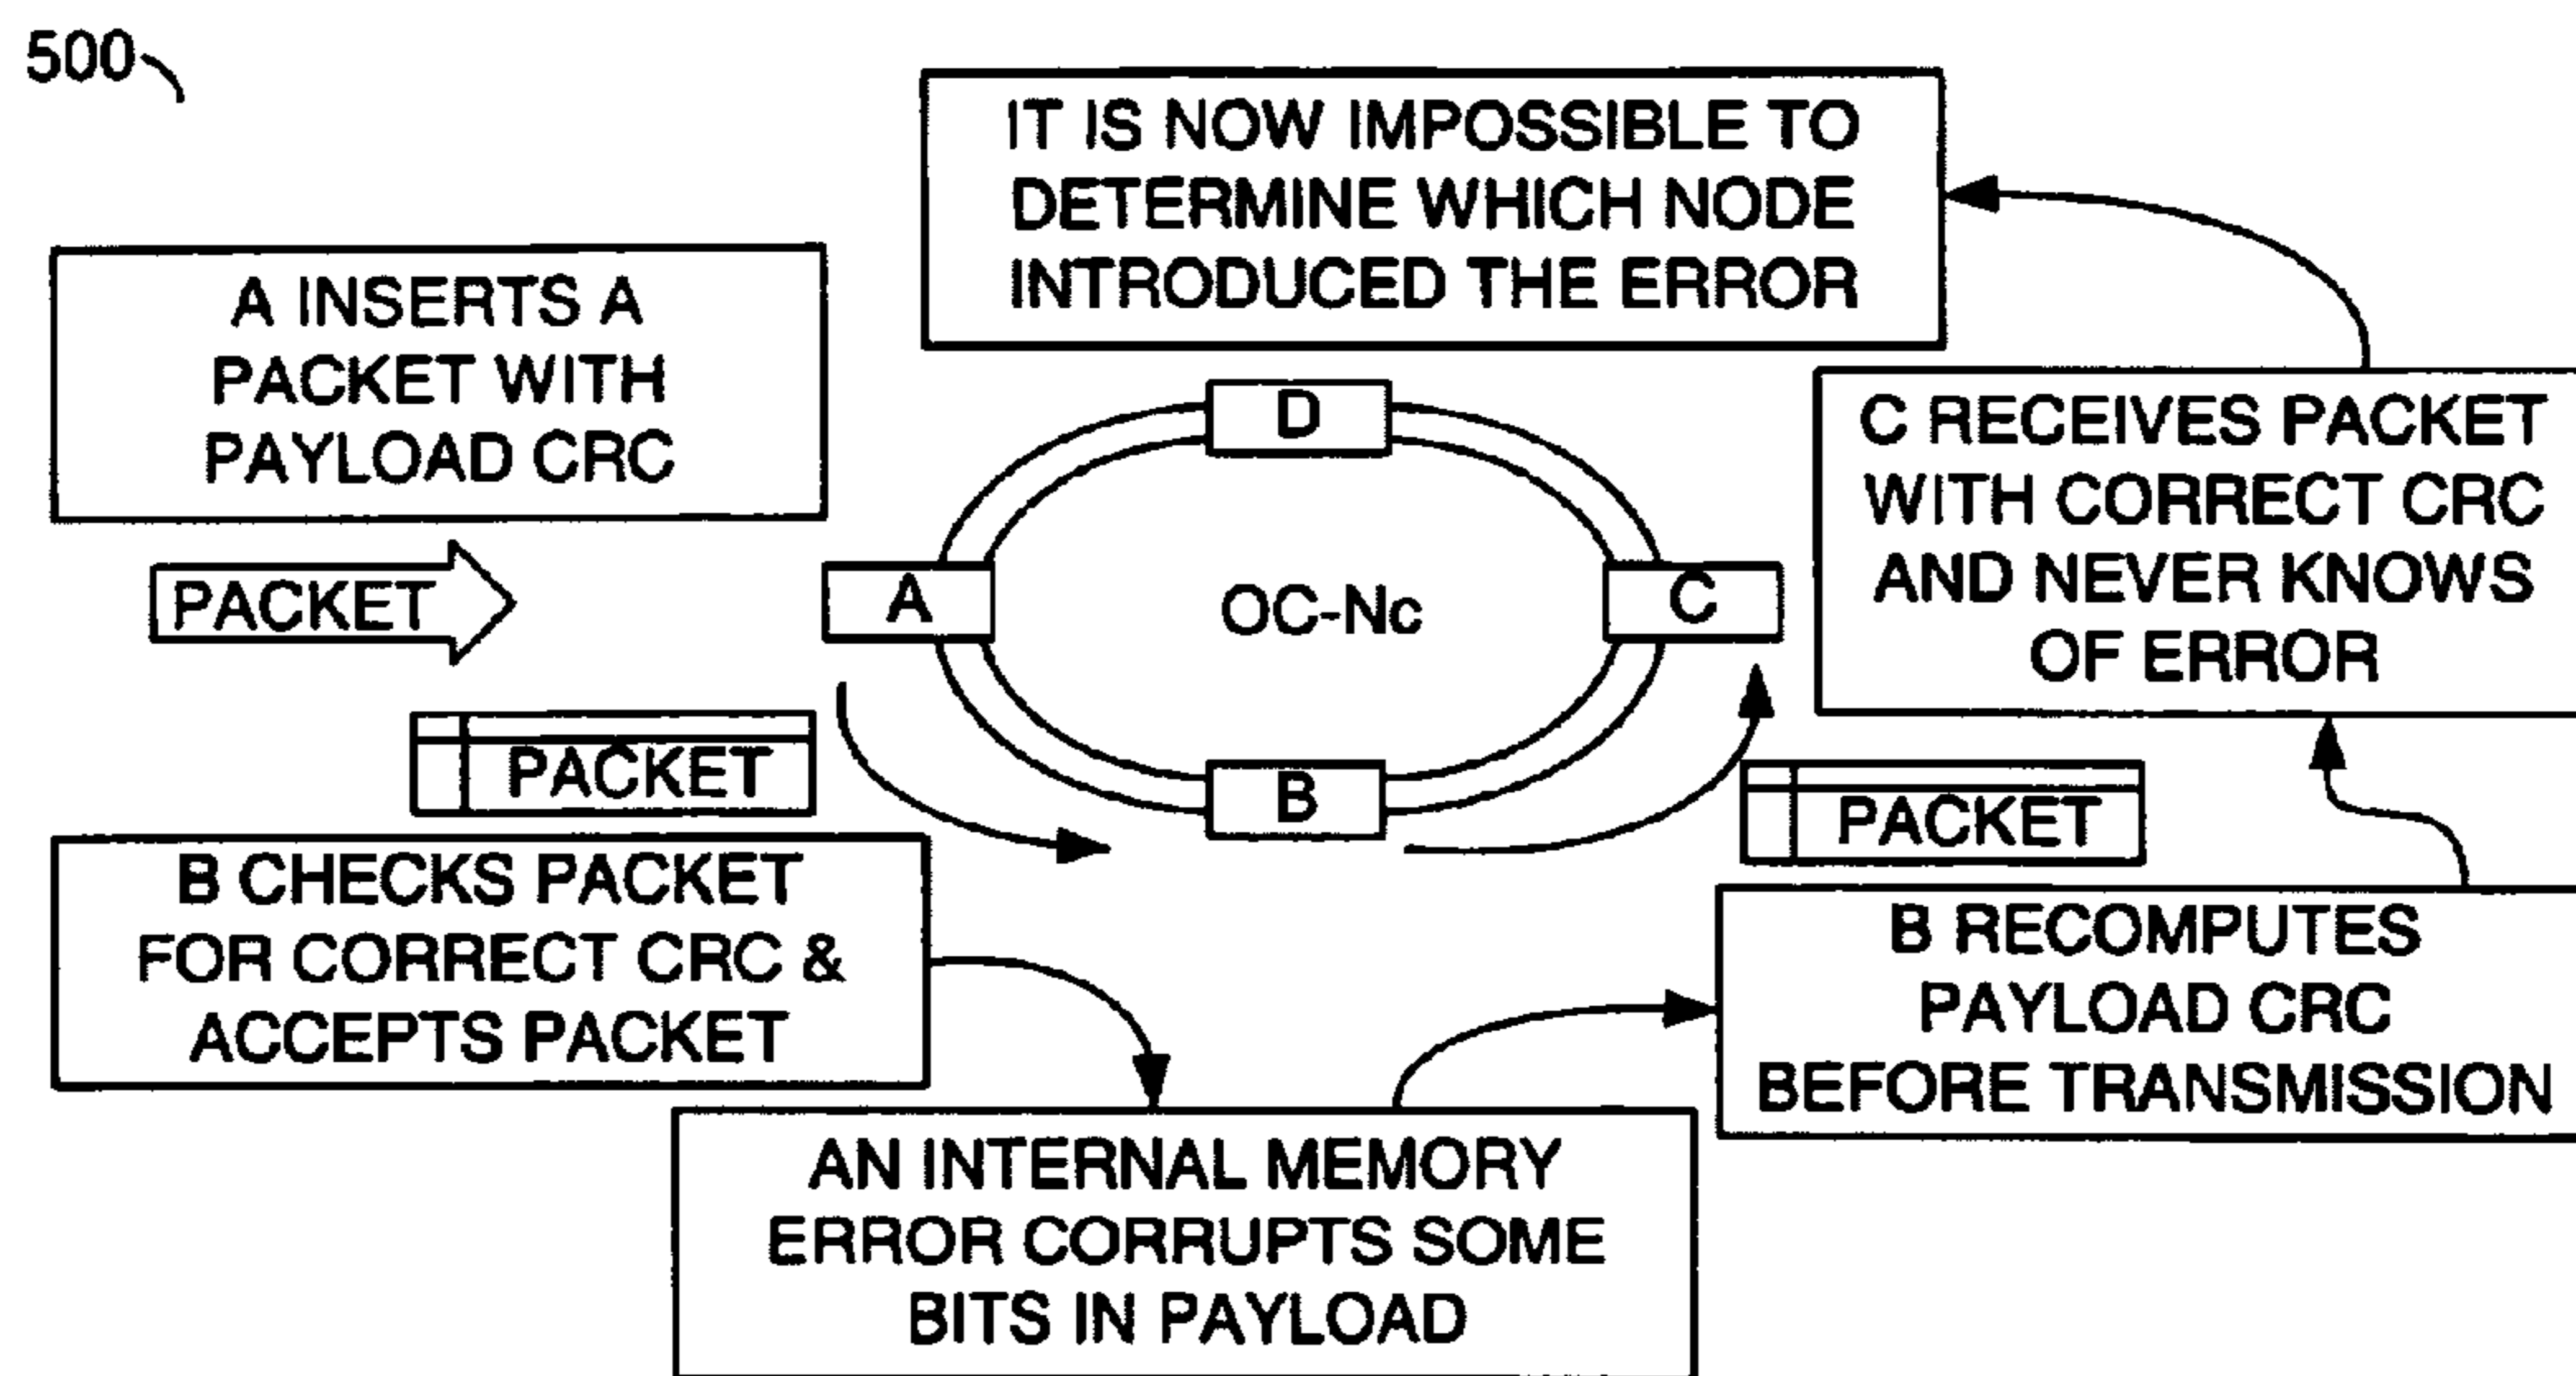 500
IT IS NOW IMPOSSIBLE TO
DETERMINE WHICH NODE
INTRODUCED THE ERROR
A INSERTS A
PACKET WITH
PAYLOAD CRC
D
C RECEIVES PACKET
WITH CORRECT CRC
AND NEVER KNOWS
OF ERROR
PACKET
A
OC-Nc
C
PACKET
B
PACKET
B CHECKS PACKET
FOR CORRECT CRC &
ACCEPTS PACKET
B RECOMPUTES
PAYLOAD CRC
BEFORE TRANSMISSION
AN INTERNAL MEMORY
ERROR CORRUPTS SOME
BITS IN PAYLOAD